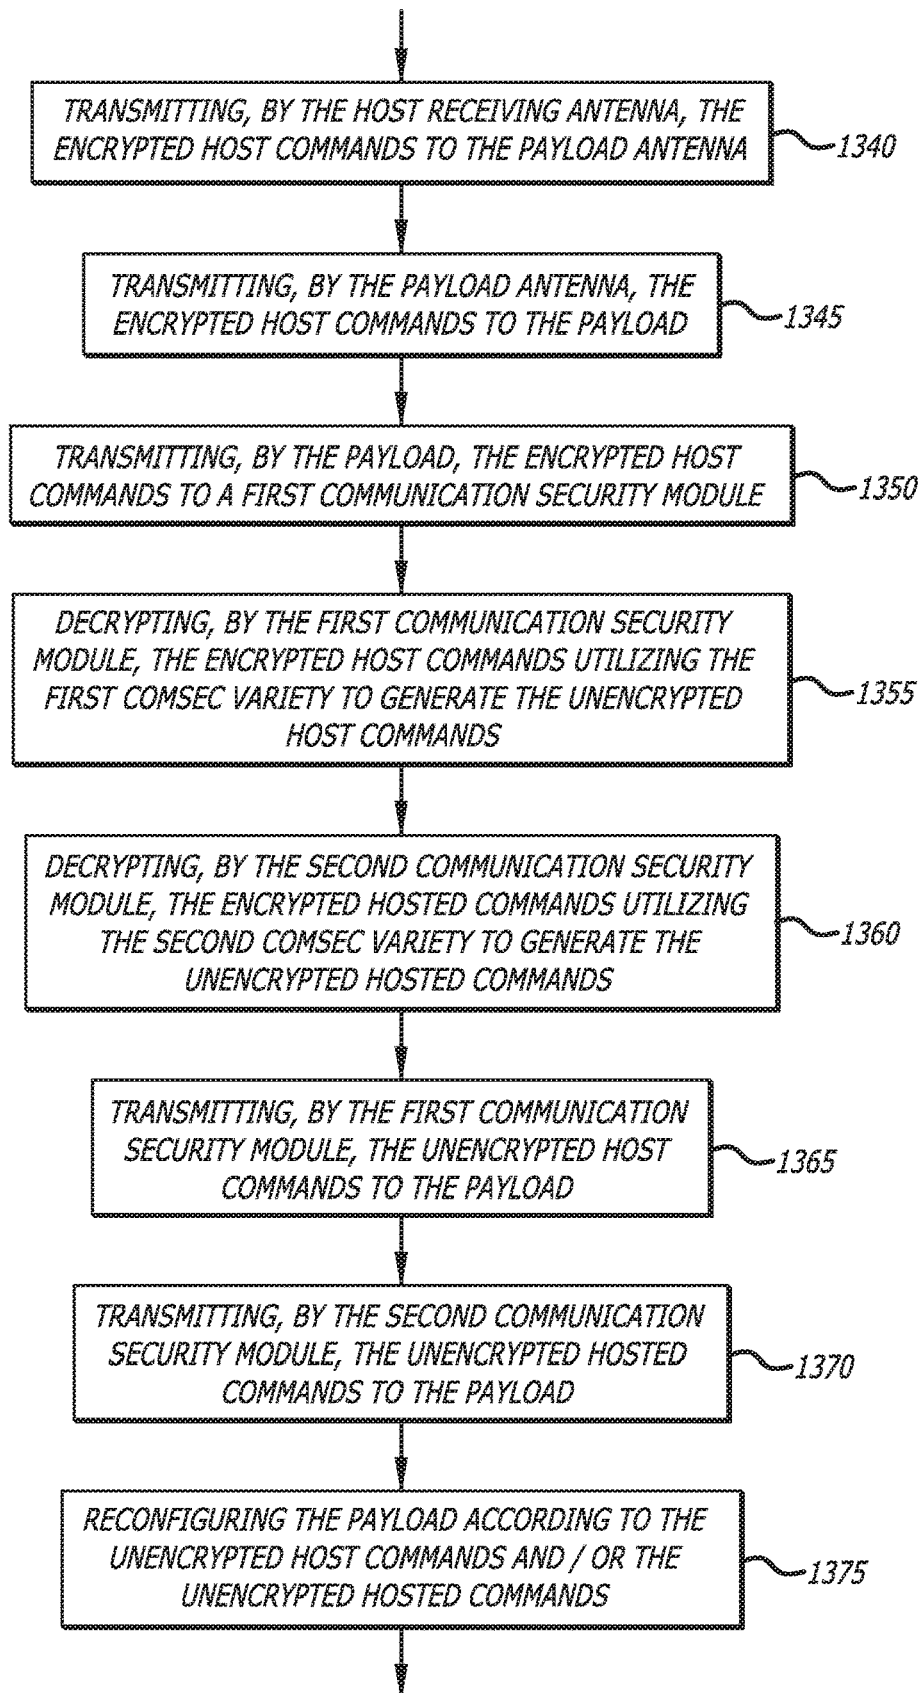 TRANSMITTING, BY THE HOST RECEIVING ANTENNA, THE
ENCRYPTED HOST COMMANDS TO THE PAYLOAD ANTENNA
1340
TRANSMITTING, BY THE PAYLOAD ANTENNA, THE
ENCRYPTED HOST COMMANDS TO THE PAYLOAD
1345
TRANSMITTING, BY THE PAYLOAD, THE ENCRYPTED HOST
COMMANDS TO A FIRST COMMUNICATION SECURITY MODULE
1350
DECRYPTING, BY THE FIRST COMMUNICATION SECURITY
MODULE, THE ENCRYPTED HOST COMMANDS UTILIZING THE
FIRST COMSEC VARIETY TO GENERATE THE UNENCRYPTED
HOST COMMANDS
1355
DECRYPTING, BY THE SECOND COMMUNICATION SECURITY
MODULE, THE ENCRYPTED HOSTED COMMANDS UTILIZING
THE SECOND COMSEC VARIETY TO GENERATE THE
UNENCRYPTED HOSTED COMMANDS
1360
TRANSMITTING, BY THE FIRST COMMUNICATION
SECURITY MODULE, THE UNENCRYPTED HOST
COMMANDS TO THE PAYLOAD
1365
TRANSMITTING, BY THE SECOND COMMUNICATION
SECURITY MODULE, THE UNENCRYPTED HOSTED
COMMANDS TO THE PAYLOAD
1370
RECONFIGURING THE PAYLOAD ACCORDING TO THE
UNENCRYPTED HOST COMMANDS AND / OR THE
UNENCRYPTED HOSTED COMMANDS
1375